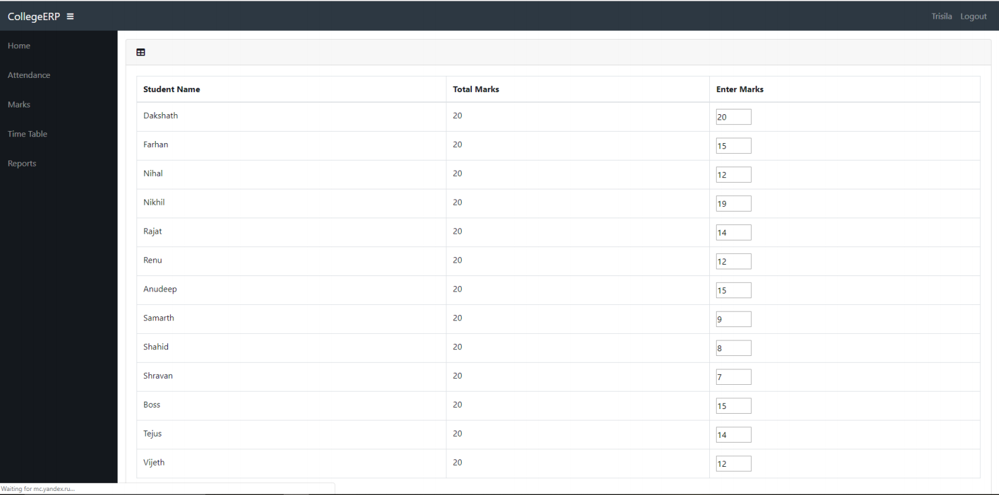 CollegeERP Trisila Logout
Home
Attendance
Marks
Time Table
Reports
Student Name Total Marks Enter Marks
Dakshath 20 20
Farhan 20 15
Nihal 20 12
Nikhil 20 19
Rajat 20 14
Renu 20 12
Anudeep 20 15
Samarth 20 9
Shahid 20 8
Shravan 20 7
Boss 20 15
Tejus 20 14
Vijeth 20 12
Waiting for mc.yandex.ru...